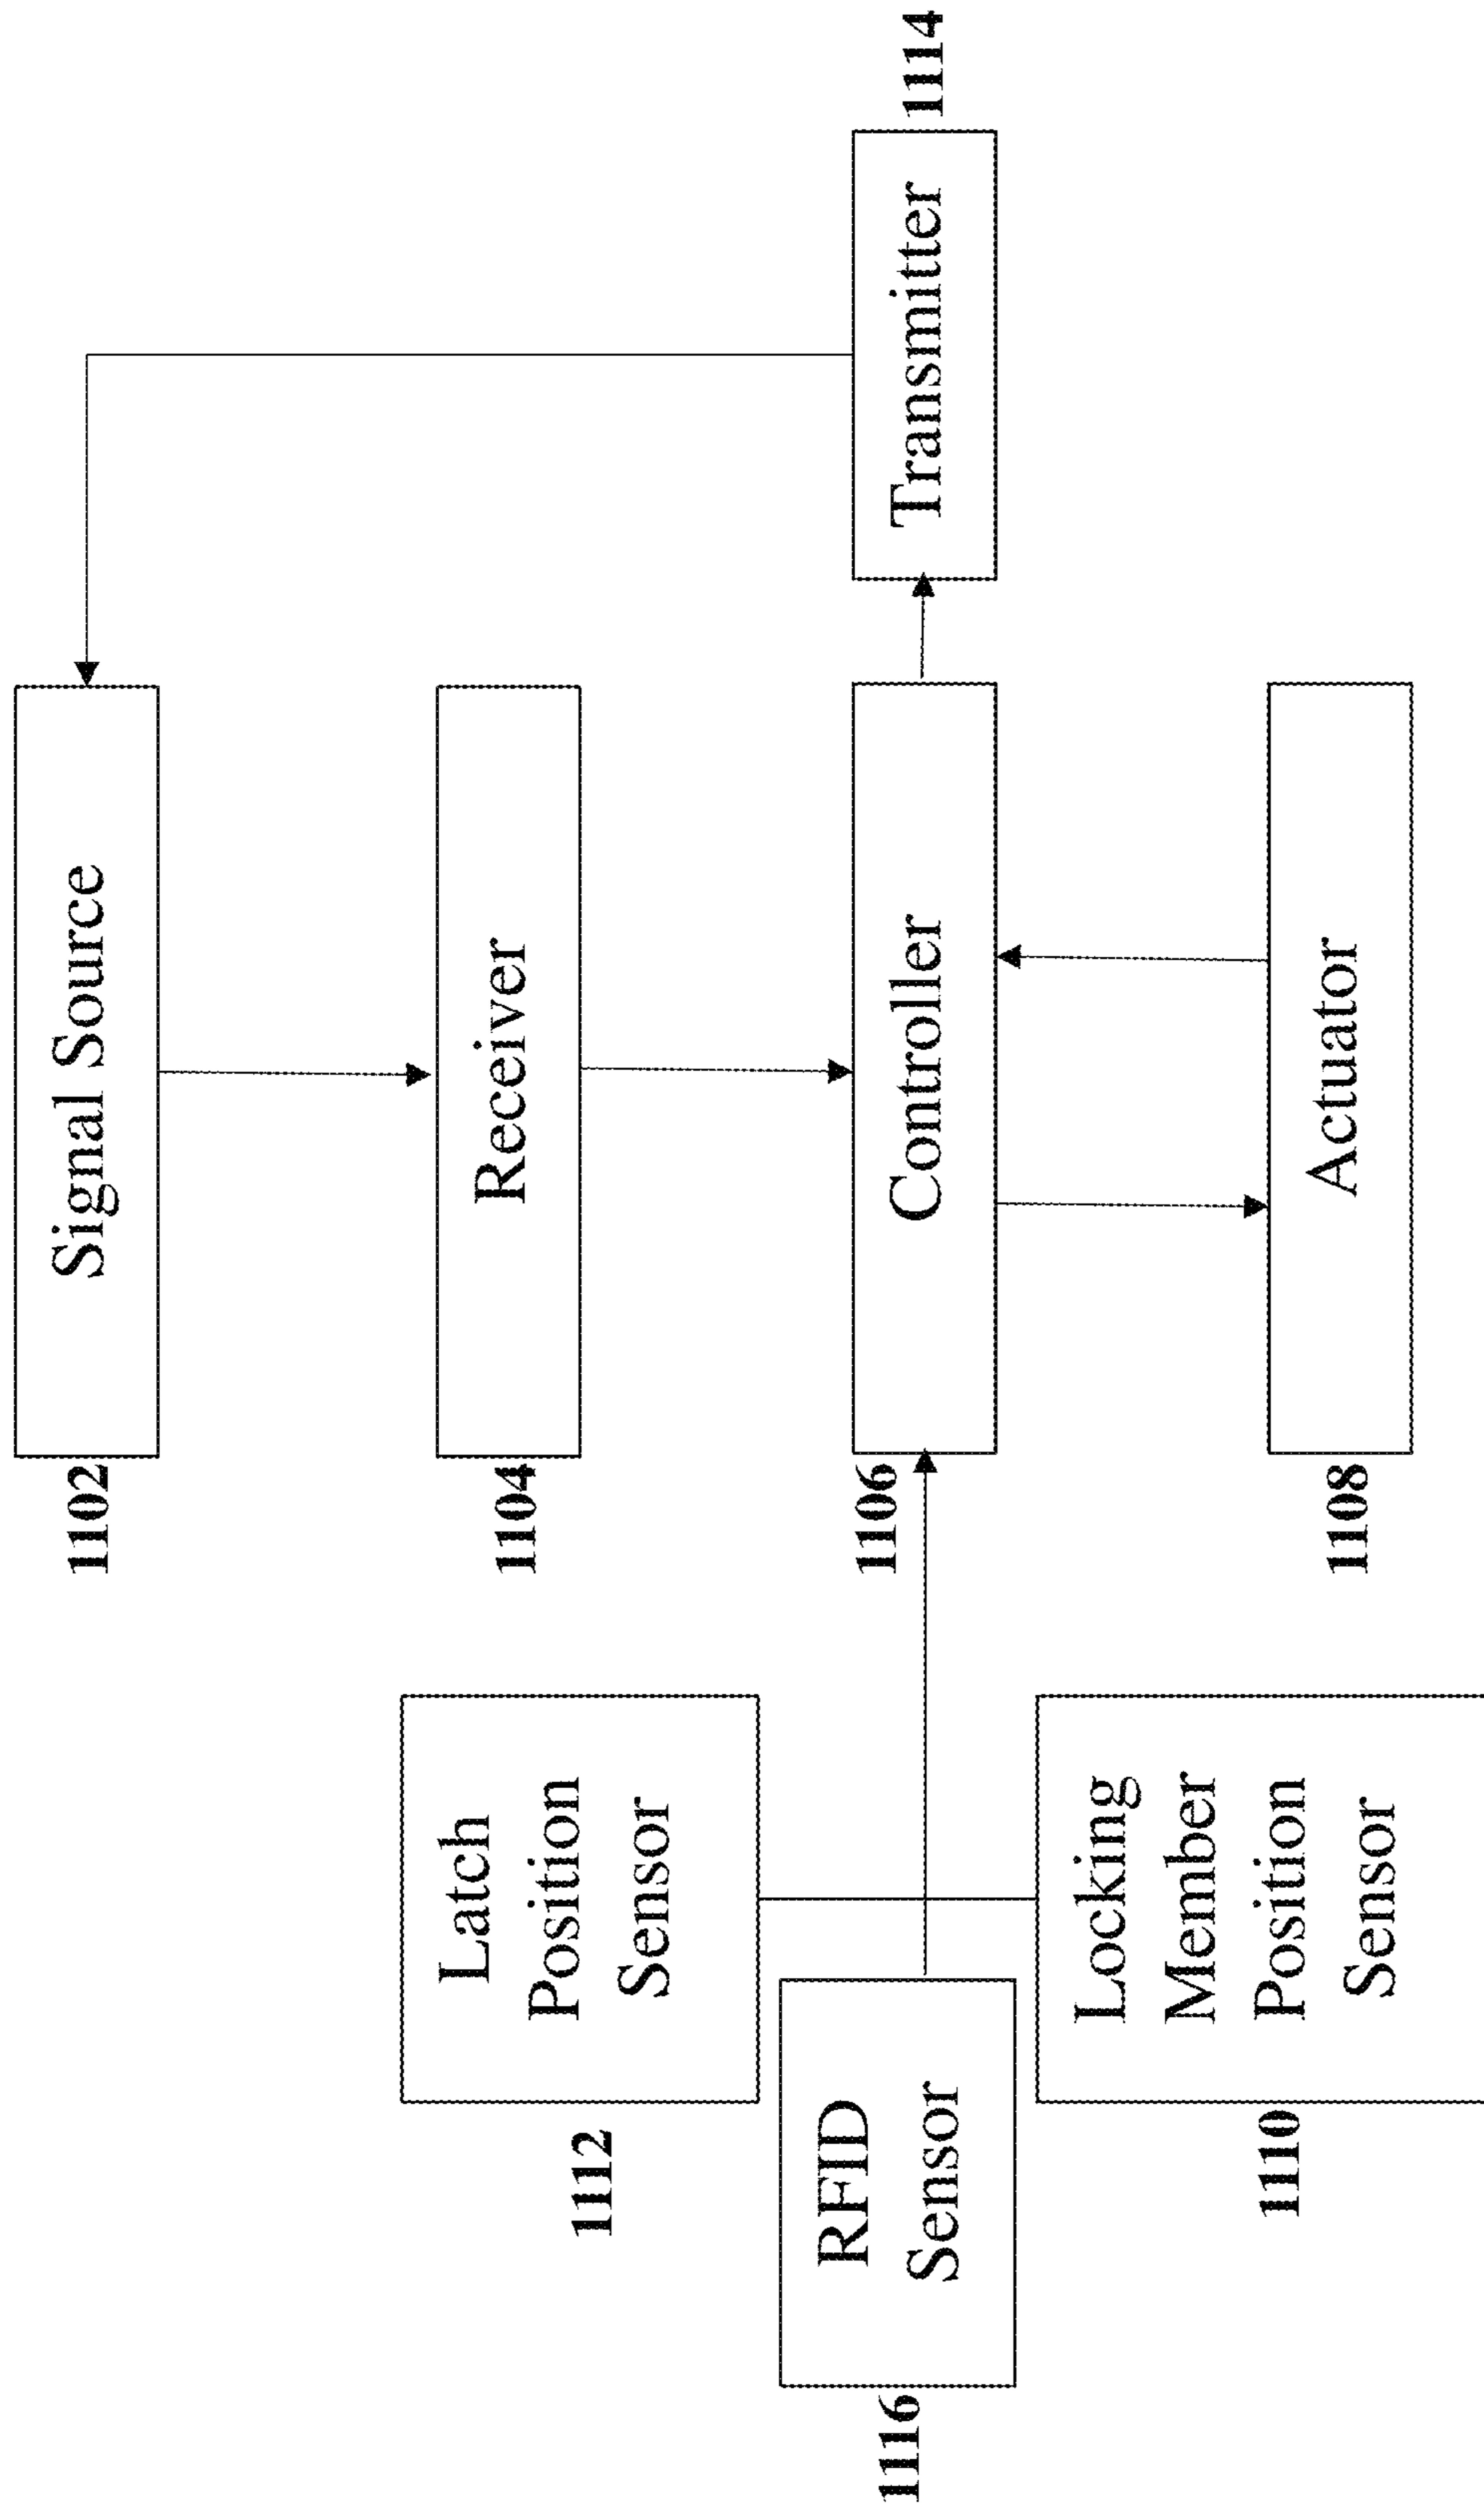 1102
Signal Source
1112
Latch
Position
Sensor
1104
Receiver
1116
RFID
Sensor
1106
Controller
Transmitter
1114
1110
Locking
Member
Position
Sensor
1108
Actuator